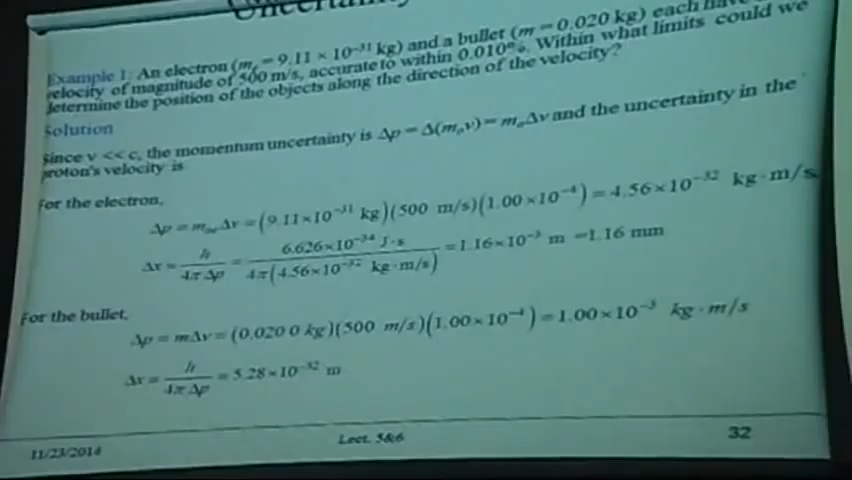 Uncertainty
Example 1: An electron (mₑ = 9.11 × 10⁻³¹ kg) and a bullet (m = 0.020 kg) each have
velocity of magnitude of 500 m/s, accurate to within 0.010%. Within what limits could we
determine the position of the objects along the direction of the velocity?
Solution
Since v << c, the momentum uncertainty is Δp = Δ(mₒv) = mₒΔv and the uncertainty in the
proton's velocity is
For the electron,
Δp = mₒₑΔv = (9.11×10⁻³¹ kg)(500 m/s)(1.00×10⁻⁴) = 4.56×10⁻³² kg·m/s
Δx = h/4πΔp = 6.626×10⁻³⁴ J·s/4π(4.56×10⁻³² kg·m/s) = 1.16×10⁻³ m = 1.16 mm
For the bullet,
Δp = mΔv = (0.020 0 kg)(500 m/s)(1.00×10⁻⁴) = 1.00×10⁻³ kg·m/s
Δx = h/4πΔp = 5.28×10⁻³² m
11/23/2014
Lect. 5&6
32